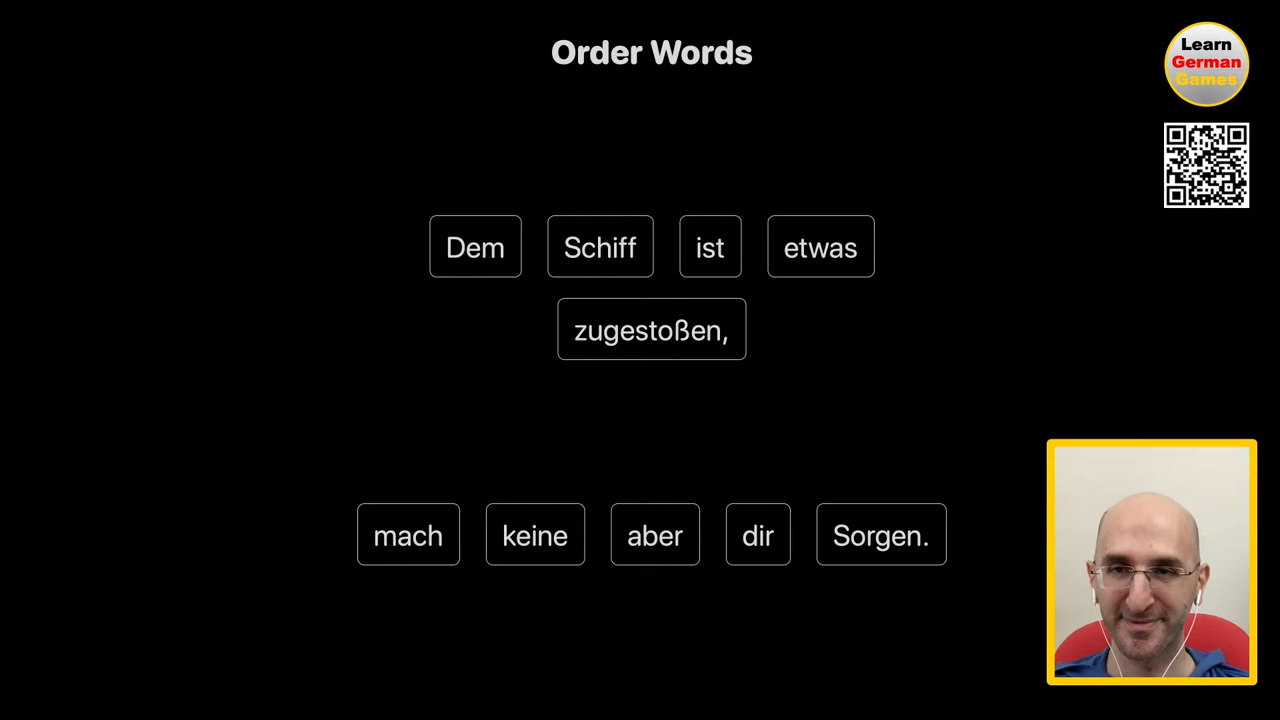 Order Words
Learn
German
Games
Dem Schiff ist etwas
zugestoßen,
mach keine aber dir Sorgen.